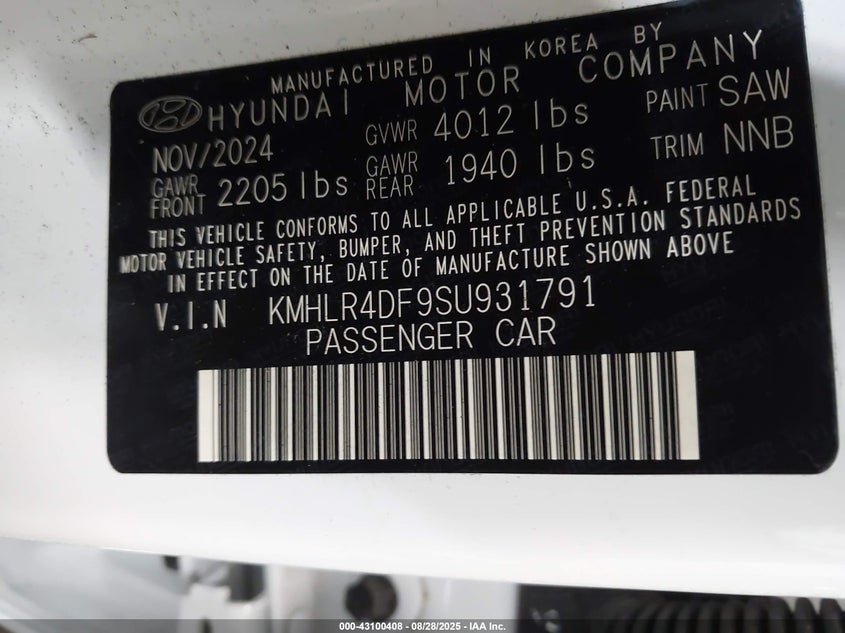 MANUFACTURED IN KOREA BY
HYUNDAI MOTOR COMPANY
NOV/2024 GVWR 4012 lbs PAINT SAW
GAWR FRONT 2205 lbs GAWR REAR 1940 lbs TRIM NNB
THIS VEHICLE CONFORMS TO ALL APPLICABLE U.S.A. FEDERAL
MOTOR VEHICLE SAFETY, BUMPER, AND THEFT PREVENTION STANDARDS
IN EFFECT ON THE DATE OF MANUFACTURE SHOWN ABOVE
V.I.N KMHLR4DF9SU931791
PASSENGER CAR
000-43100408 - 08/28/2025 - IAA Inc.